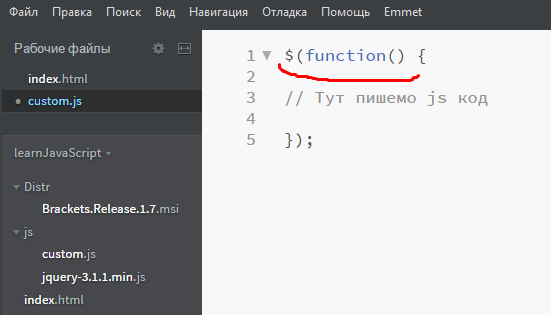 Файл Правка Поиск Вид Навигация Отладка Помощь Emmet
Рабочие файлы
index.html
custom.js
learnJavaScript
Distr
Brackets.Release.1.7.msi
js
custom.js
jquery-3.1.1.min.js
index.html
1 $(function() {
2
3 // Тут пишемо js код
4
5 });